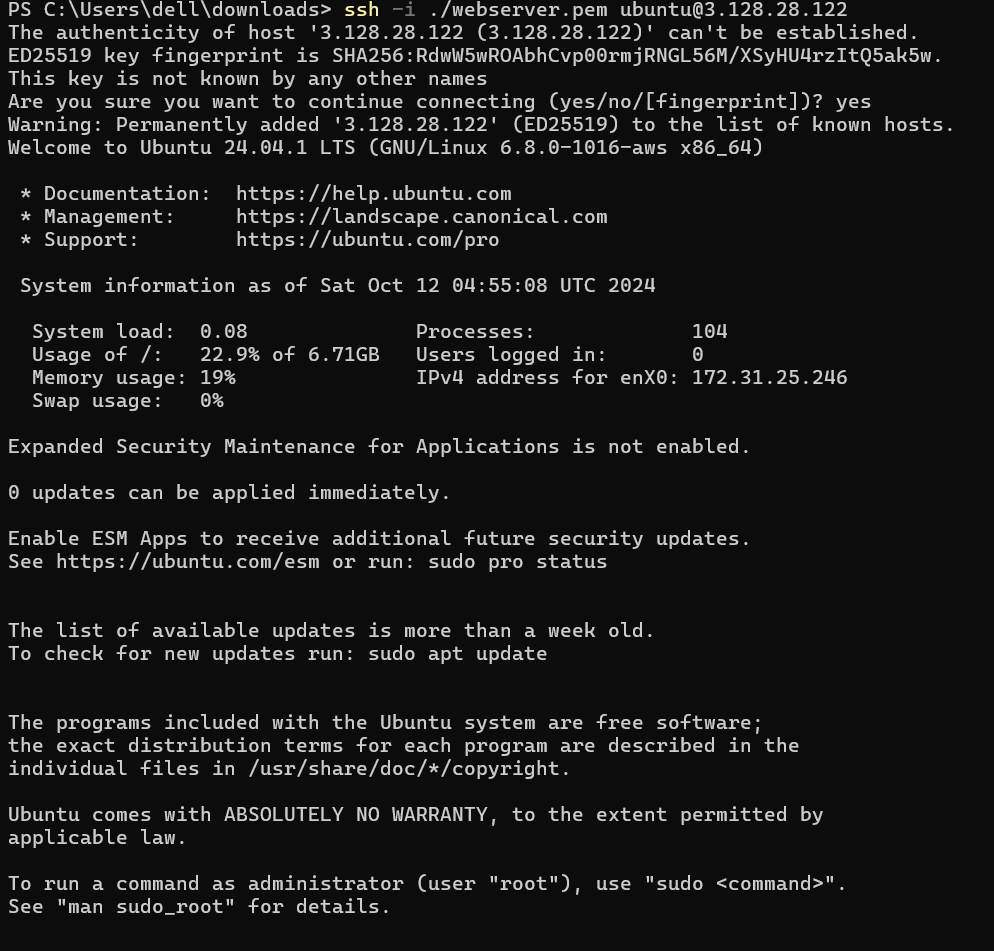 PS C:\Users\dell\downloads> ssh -i ./webserver.pem ubuntu@3.128.28.122
The authenticity of host '3.128.28.122 (3.128.28.122)' can't be established.
ED25519 key fingerprint is SHA256:RdwW5wROAbhCvp00rmjRNGL56M/XSyHU4rzItQ5ak5w.
This key is not known by any other names
Are you sure you want to continue connecting (yes/no/[fingerprint])? yes
Warning: Permanently added '3.128.28.122' (ED25519) to the list of known hosts.
Welcome to Ubuntu 24.04.1 LTS (GNU/Linux 6.8.0-1016-aws x86_64)

 * Documentation:  https://help.ubuntu.com
 * Management:     https://landscape.canonical.com
 * Support:        https://ubuntu.com/pro

 System information as of Sat Oct 12 04:55:08 UTC 2024

  System load:  0.08              Processes:             104
  Usage of /:   22.9% of 6.71GB   Users logged in:       0
  Memory usage: 19%               IPv4 address for enX0: 172.31.25.246
  Swap usage:   0%

Expanded Security Maintenance for Applications is not enabled.

0 updates can be applied immediately.

Enable ESM Apps to receive additional future security updates.
See https://ubuntu.com/esm or run: sudo pro status


The list of available updates is more than a week old.
To check for new updates run: sudo apt update


The programs included with the Ubuntu system are free software;
the exact distribution terms for each program are described in the
individual files in /usr/share/doc/*/copyright.

Ubuntu comes with ABSOLUTELY NO WARRANTY, to the extent permitted by
applicable law.

To run a command as administrator (user "root"), use "sudo <command>".
See "man sudo_root" for details.